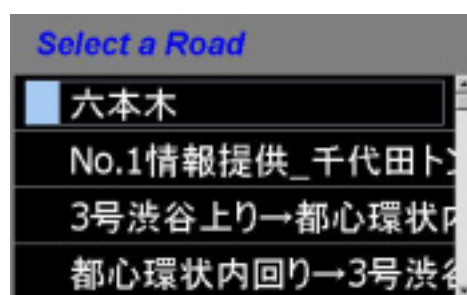 Select a Road
六本木
No.1情報提供_千代田ト
3号渋谷上り→都心環状
都心環状内回り→3号渋